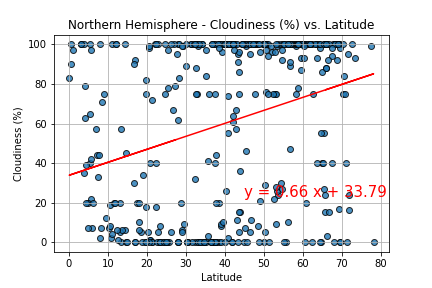 Northern Hemisphere - Cloudiness (%) vs. Latitude
Cloudiness (%)
100
80
60
40
20
0
y = 0.66 x + 33.79
0 10 20 30 40 50 60 70 80
Latitude